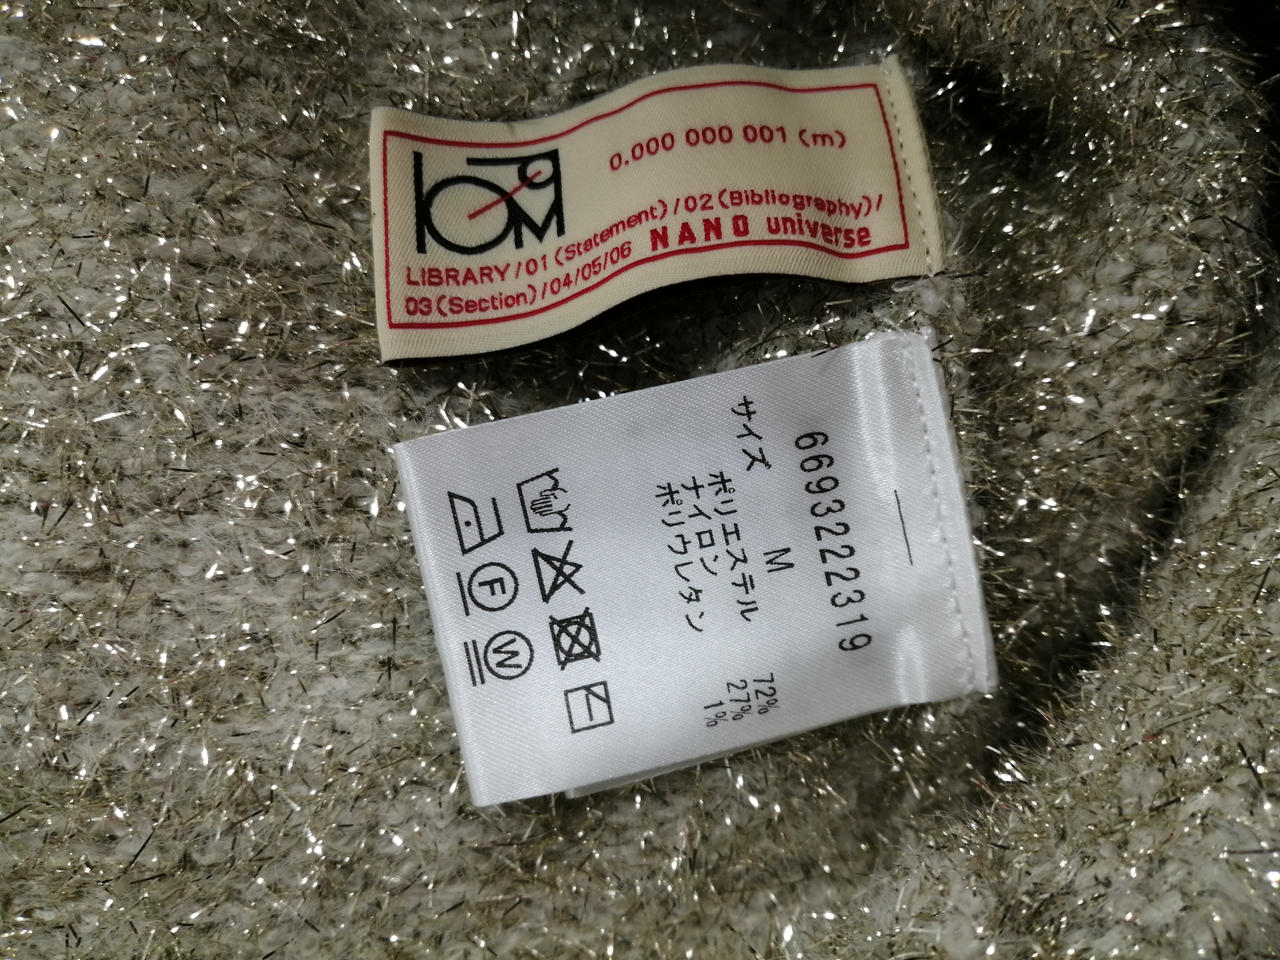 0.000 000 001 (m)
LIBRARY/01(Statement)/02(Bibliography)/
03(Section)/04/05/06 NANO universe
6693222319
サイズ M
ポリエステル 72%
ナイロン 27%
ポリウレタン 1%
F
W